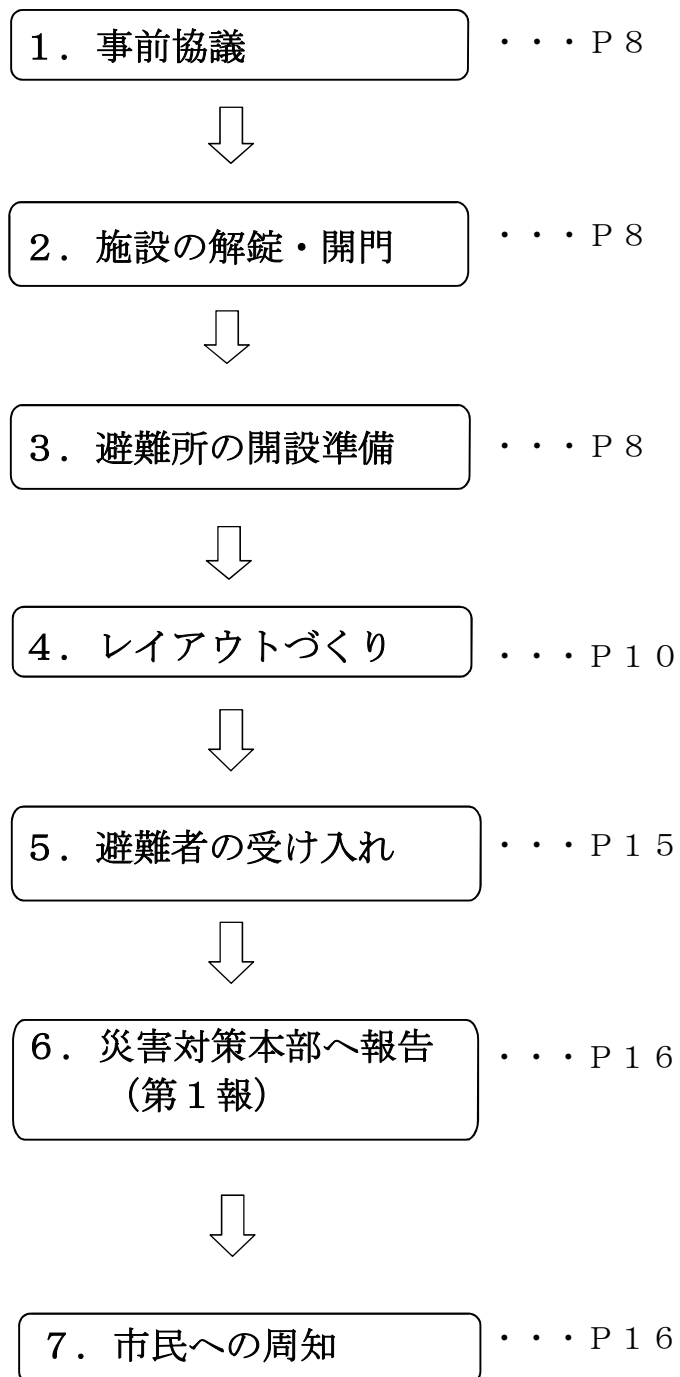 １．事前協議　・・・Ｐ８
２．施設の解錠・開門　・・・Ｐ８
３．避難所の開設準備　・・・Ｐ８
４．レイアウトづくり　・・・Ｐ１０
５．避難者の受け入れ　・・・Ｐ１５
６．災害対策本部へ報告　・・・Ｐ１６
（第１報）
７．市民への周知　・・・Ｐ１６